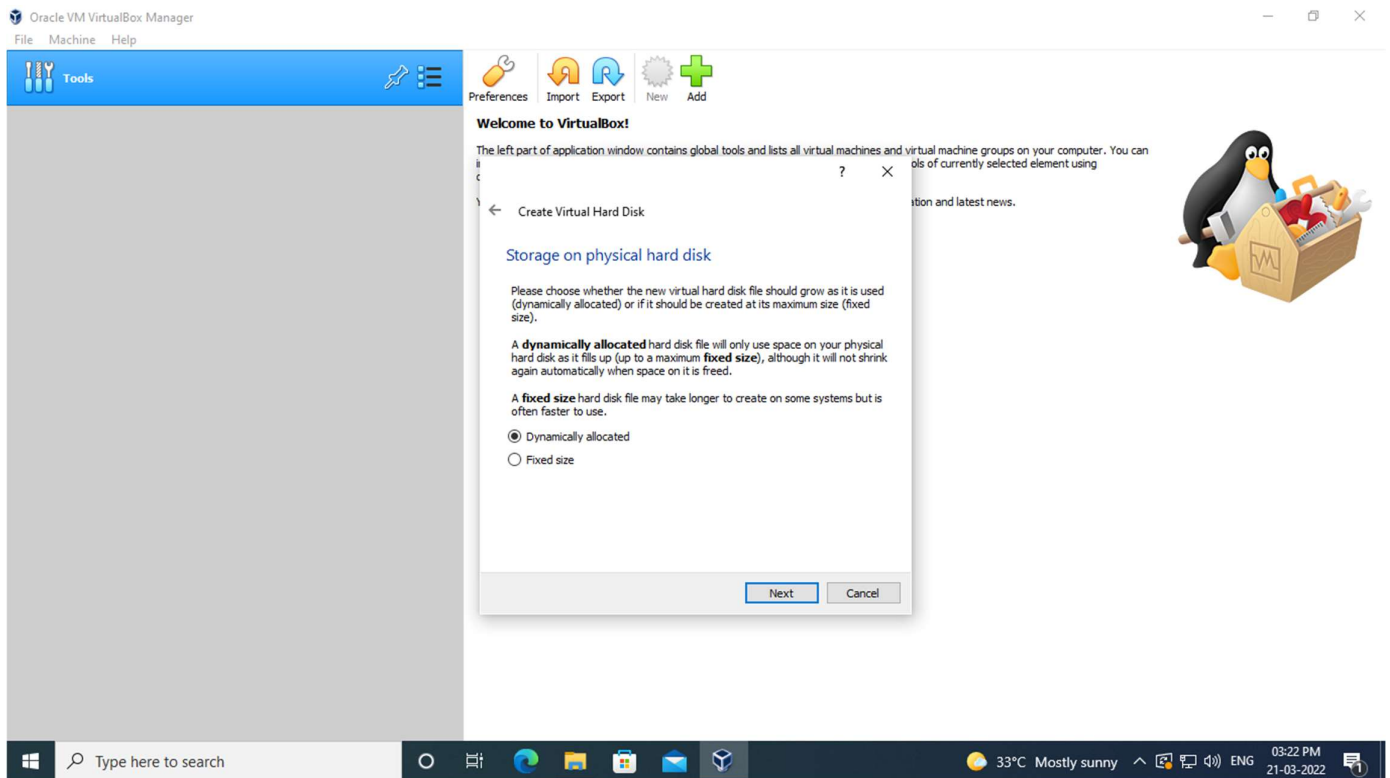 Oracle VM VirtualBox Manager
File Machine Help
Tools
Preferences Import Export New Add
Welcome to VirtualBox!
The left part of application window contains global tools and lists all virtual machines and virtual machine groups on your computer. You can
ols of currently selected element using
ation and latest news.
?
Create Virtual Hard Disk
Storage on physical hard disk
Please choose whether the new virtual hard disk file should grow as it is used
(dynamically allocated) or if it should be created at its maximum size (fixed
size).
A dynamically allocated hard disk file will only use space on your physical
hard disk as it fills up (up to a maximum fixed size), although it will not shrink
again automatically when space on it is freed.
A fixed size hard disk file may take longer to create on some systems but is
often faster to use.
Dynamically allocated
Fixed size
Next Cancel
Type here to search
33°C Mostly sunny ENG
03:22 PM
21-03-2022
1